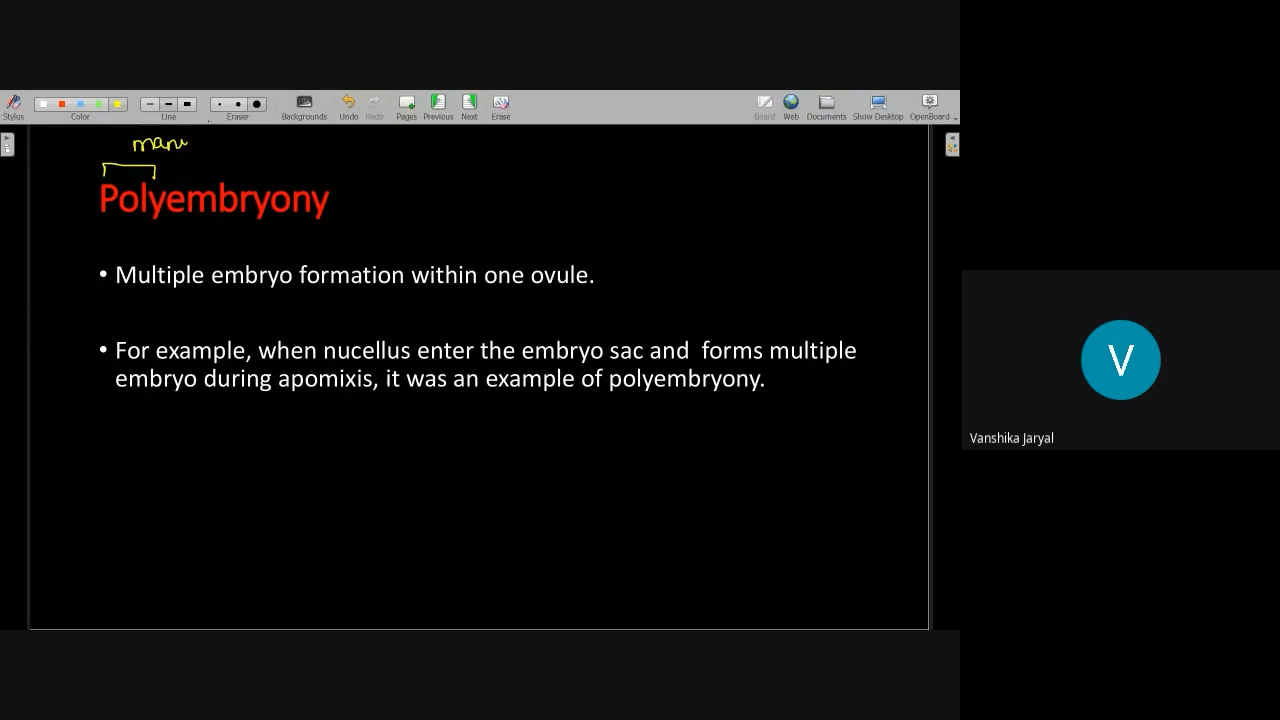 Stylus
Color
Line
Eraser
Backgrounds
Undo
Redo
Pages
Previous
Next
Erase
Board
Web
Documents
Show Desktop
OpenBoard
Polyembryony
• Multiple embryo formation within one ovule.
• For example, when nucellus enter the embryo sac and forms multiple
embryo during apomixis, it was an example of polyembryony.
V
Vanshika Jaryal